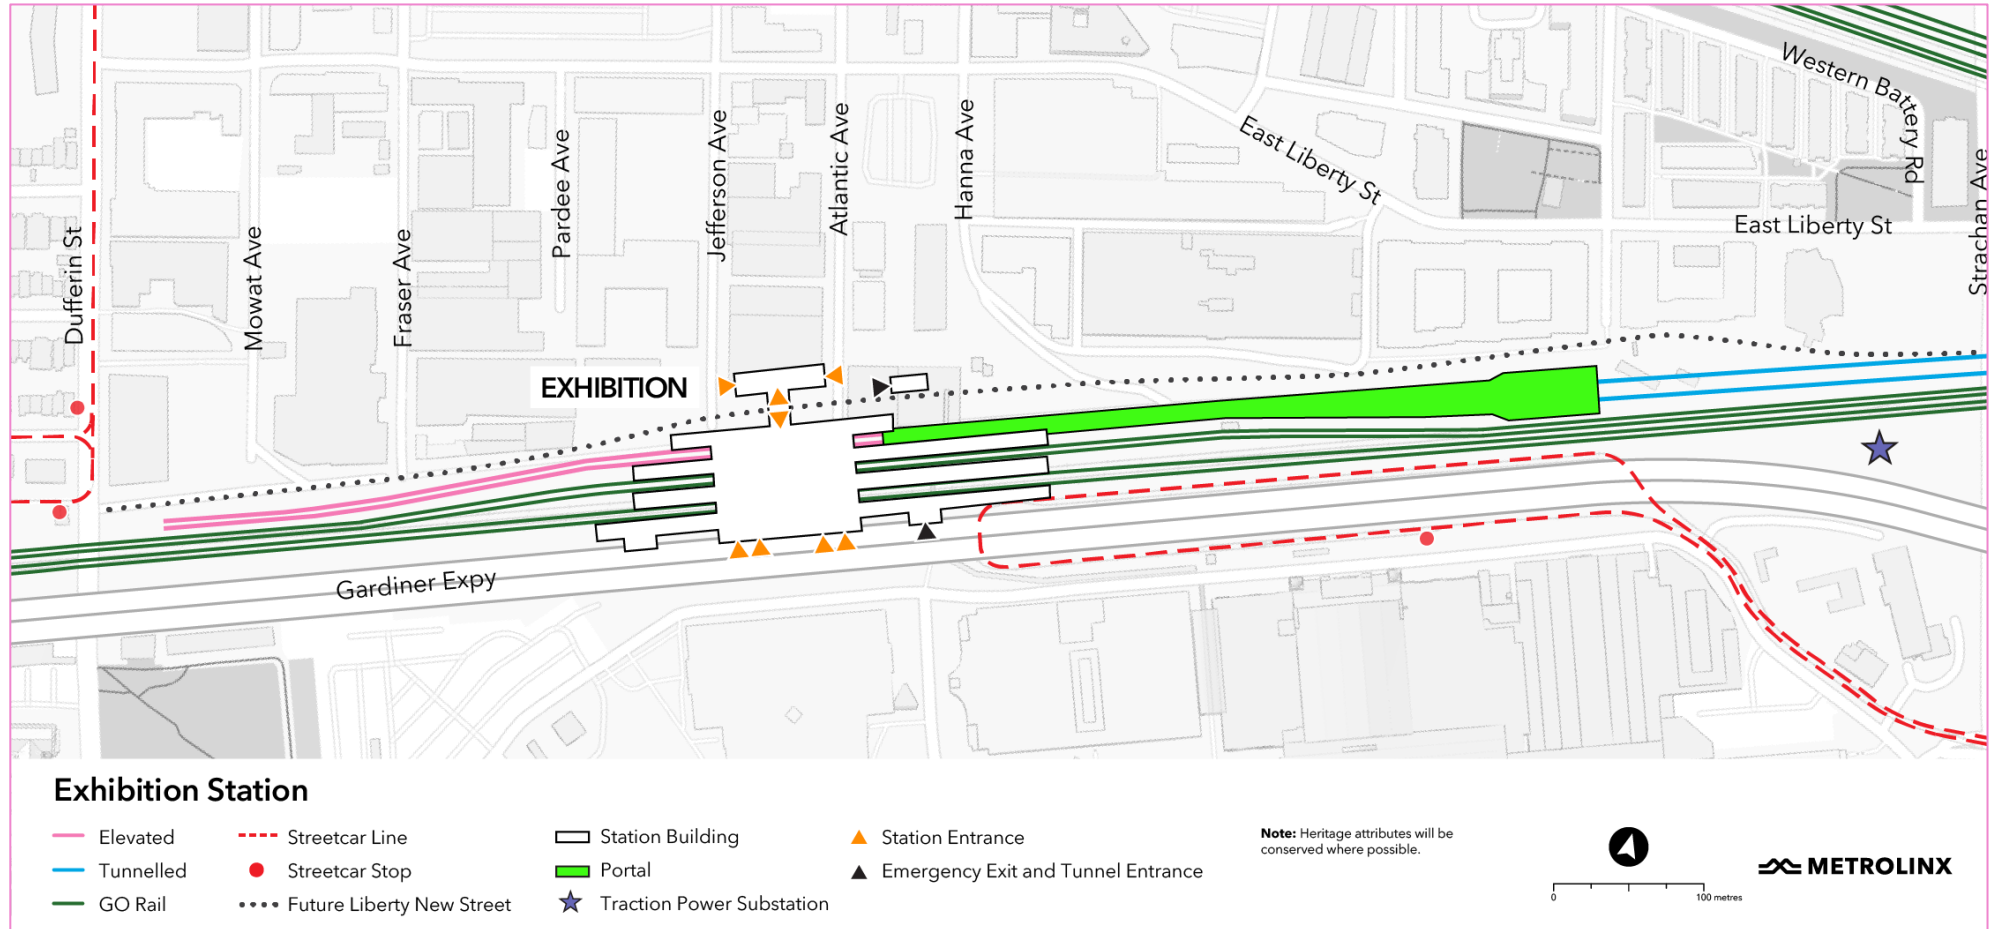 Western Battery Rd
East Liberty St
East Liberty St
Strachan Ave
Hanna Ave
Atlantic Ave
Jefferson Ave
Pardee Ave
Fraser Ave
Mowat Ave
Dufferin St
EXHIBITION
Gardiner Expy
Exhibition Station
Elevated
Tunnelled
GO Rail
Streetcar Line
Streetcar Stop
Future Liberty New Street
Station Building
Portal
Traction Power Substation
Station Entrance
Emergency Exit and Tunnel Entrance
Note: Heritage attributes will be
conserved where possible.
0 100 metres
METROLINX